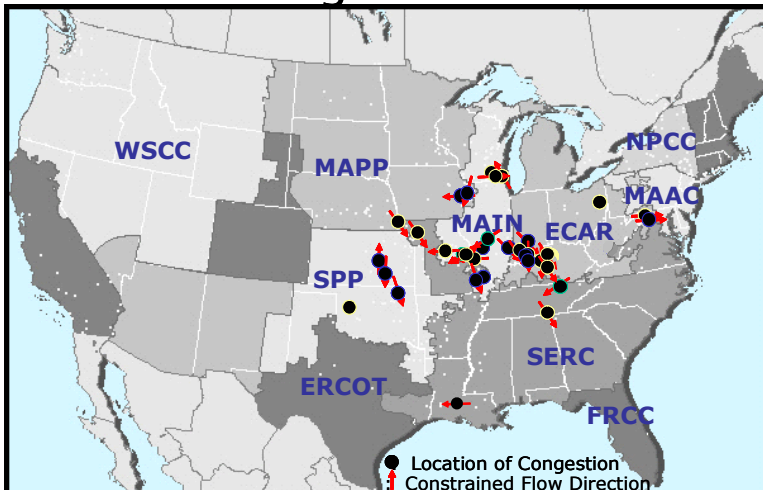 NPCC
WSCC
MAPP
MAAC
MAIN
ECAR
SPP
SERC
ERCOT
FRCC
Location of Congestion
Constrained Flow Direction